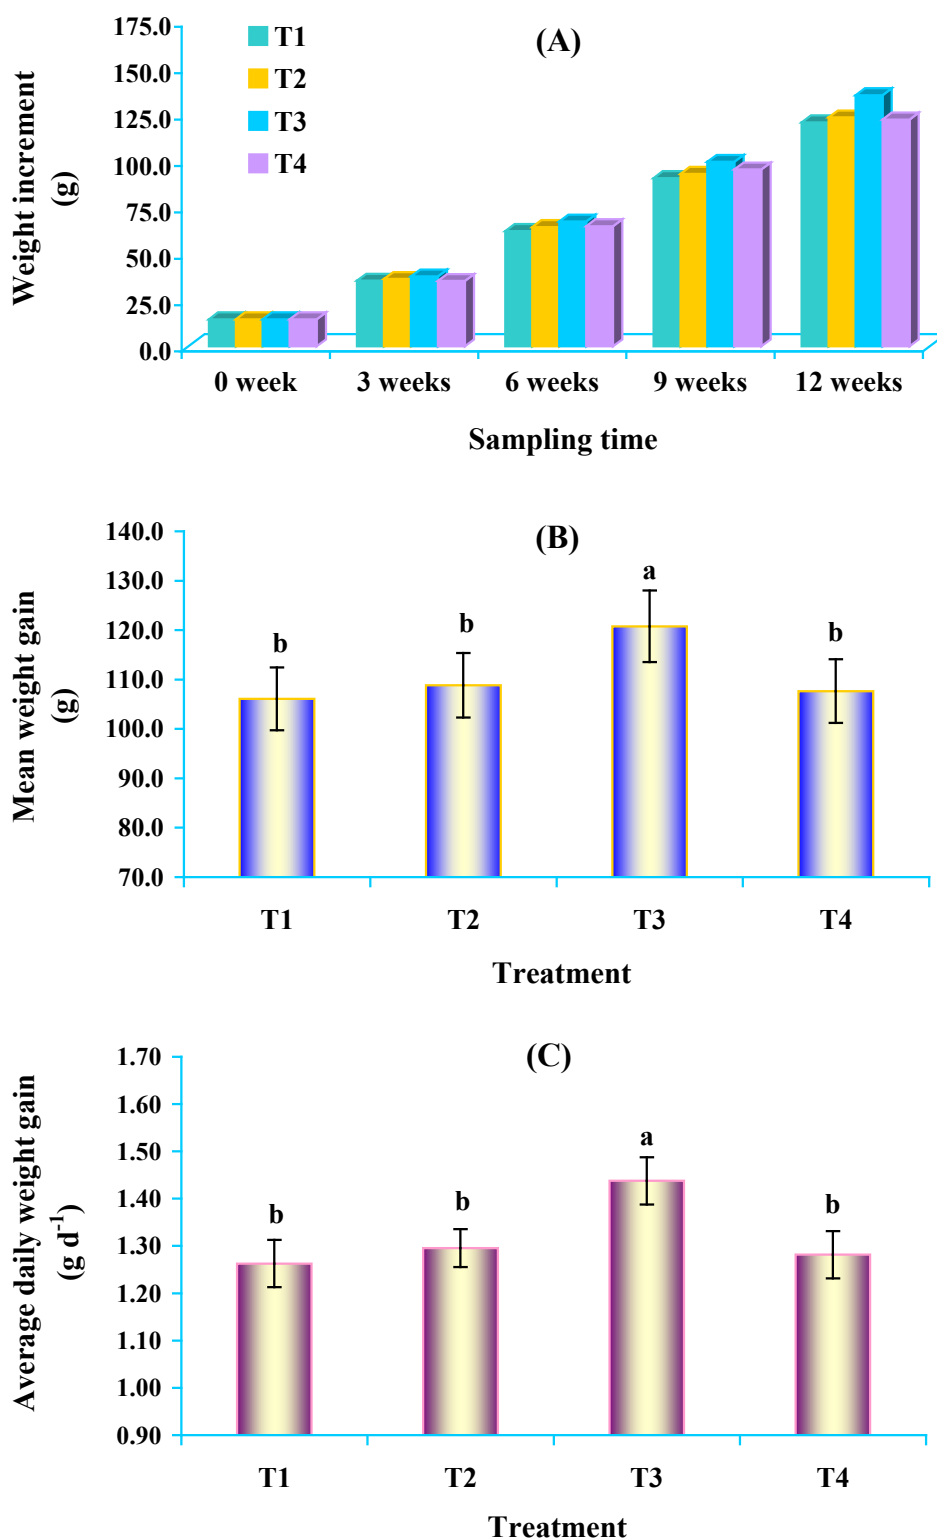 (A)
T1
T2
T3
T4
175.0
150.0
125.0
100.0
75.0
50.0
25.0
0.0
Weight increment
(g)
0 week 3 weeks 6 weeks 9 weeks 12 weeks
Sampling time
(B)
140.0
130.0
120.0
110.0
100.0
90.0
80.0
70.0
Mean weight gain
(g)
b b a b
T1 T2 T3 T4
Treatment
(C)
1.70
1.60
1.50
1.40
1.30
1.20
1.10
1.00
0.90
Average daily weight gain
(g d⁻¹)
b b a b
T1 T2 T3 T4
Treatment